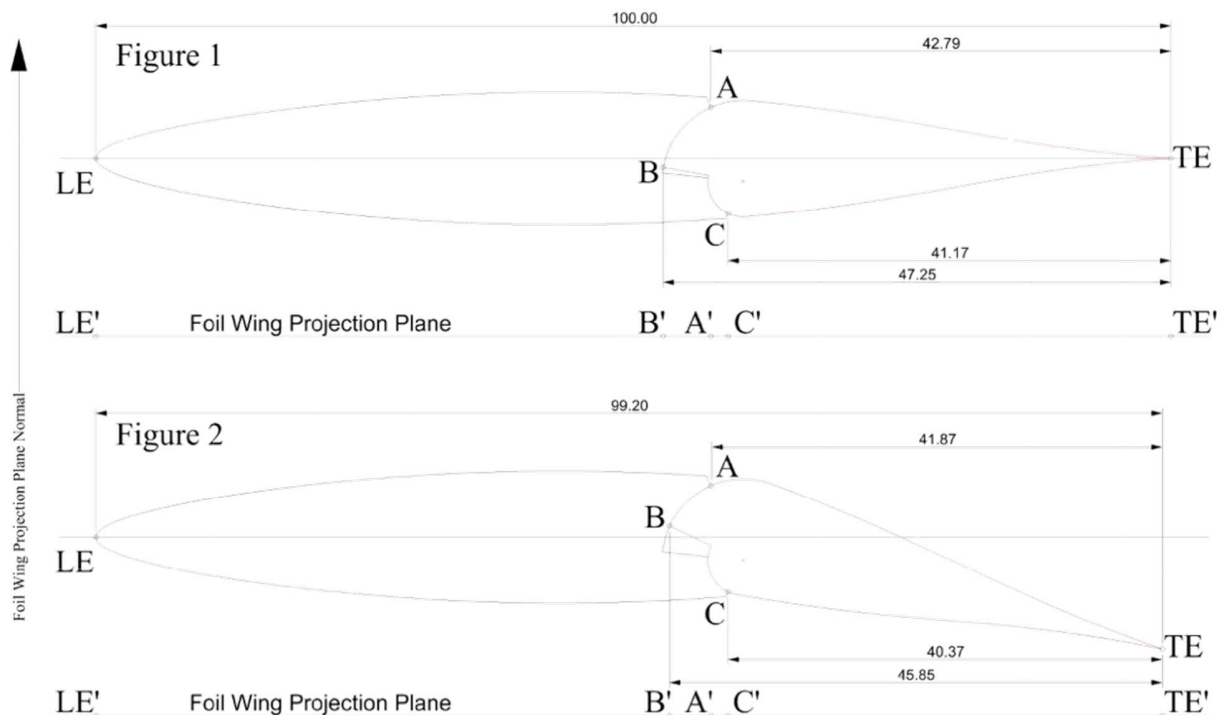 100.00
Figure 1
42.79
A
LE
B
TE
C
41.17
47.25
LE' Foil Wing Projection Plane B' A' C' TE'
Foil Wing Projection Plane Normal
99.20
Figure 2
41.87
A
B
LE
C
TE
40.37
45.85
LE' Foil Wing Projection Plane B' A' C' TE'